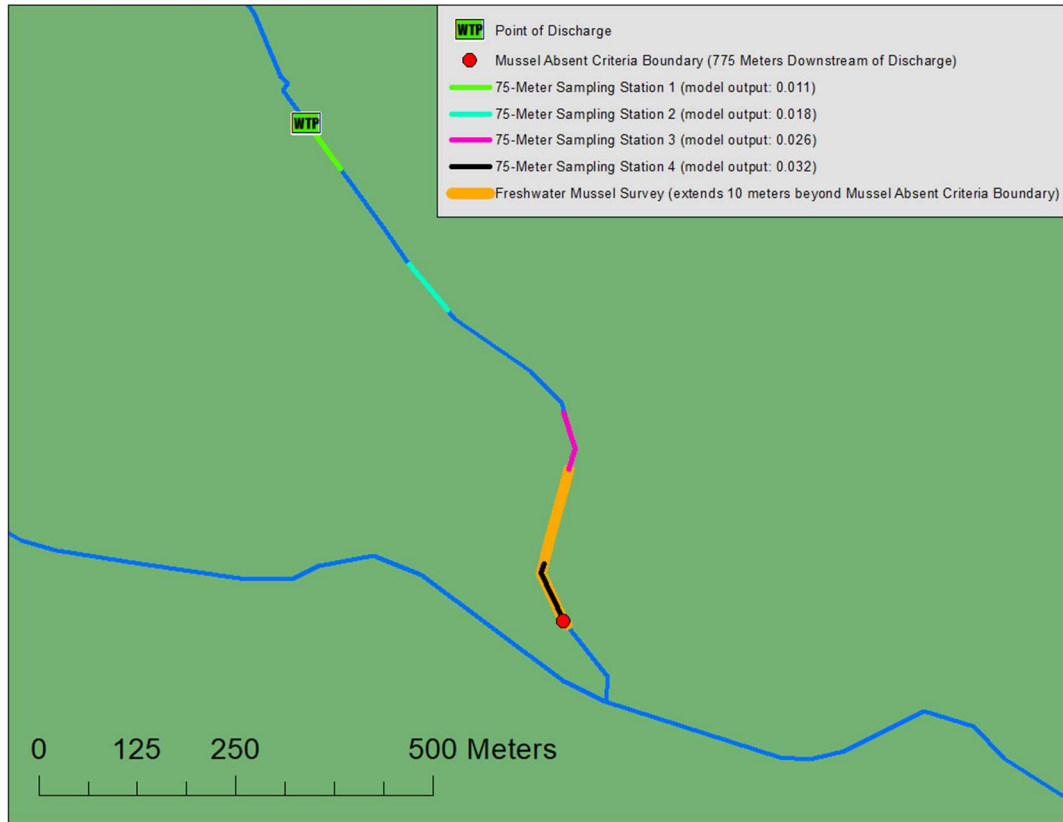 WTP Point of Discharge
Mussel Absent Criteria Boundary (775 Meters Downstream of Discharge)
75-Meter Sampling Station 1 (model output: 0.011)
75-Meter Sampling Station 2 (model output: 0.018)
75-Meter Sampling Station 3 (model output: 0.026)
75-Meter Sampling Station 4 (model output: 0.032)
Freshwater Mussel Survey (extends 10 meters beyond Mussel Absent Criteria Boundary)
WTP
0 125 250 500 Meters